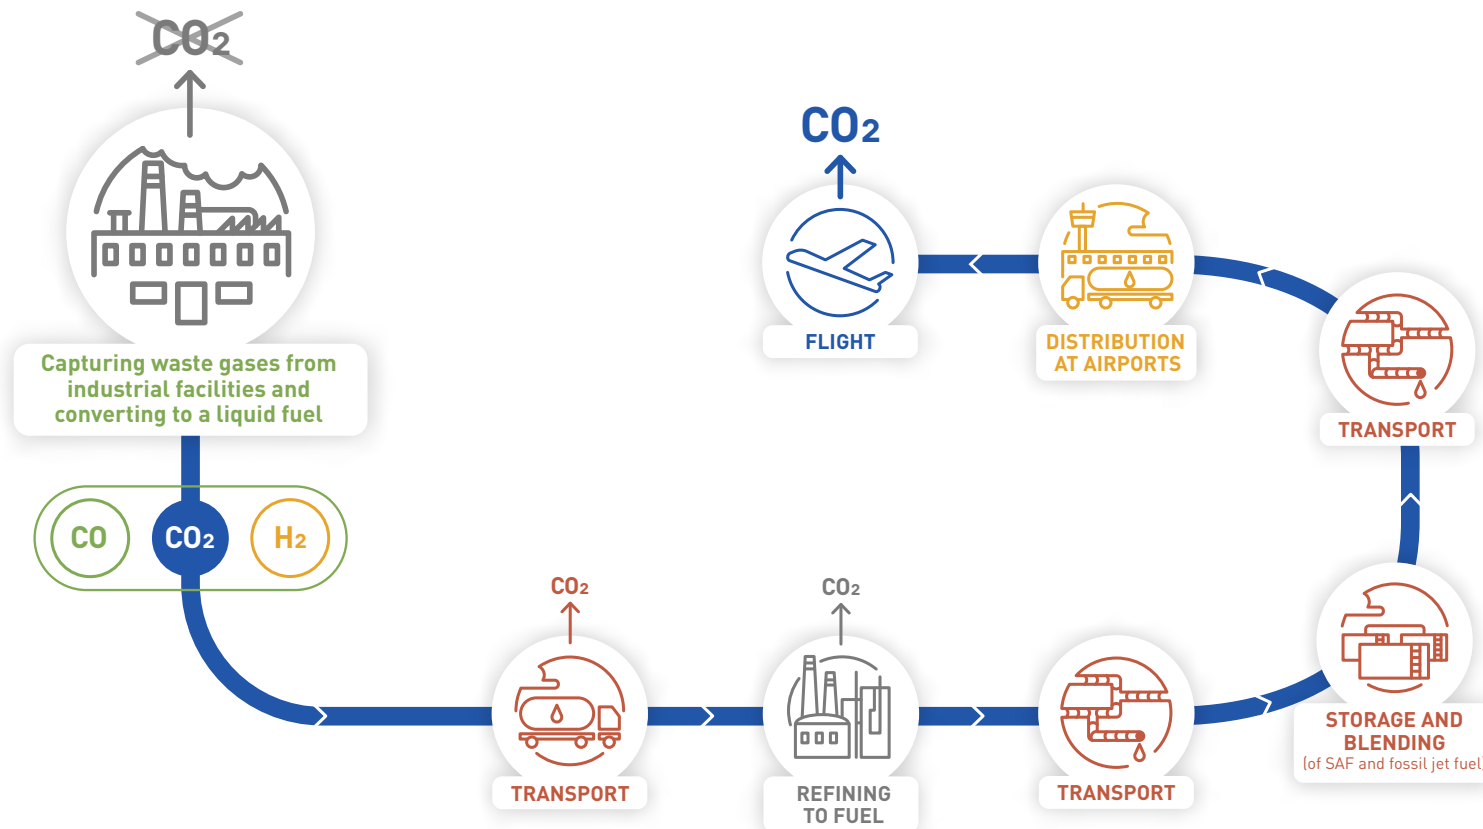 CO2
Capturing waste gases from
industrial facilities and
converting to a liquid fuel
CO
CO2
H2
CO2
TRANSPORT
CO2
REFINING
TO FUEL
TRANSPORT
STORAGE AND
BLENDING
(of SAF and fossil jet fuel)
TRANSPORT
DISTRIBUTION
AT AIRPORTS
CO2
FLIGHT